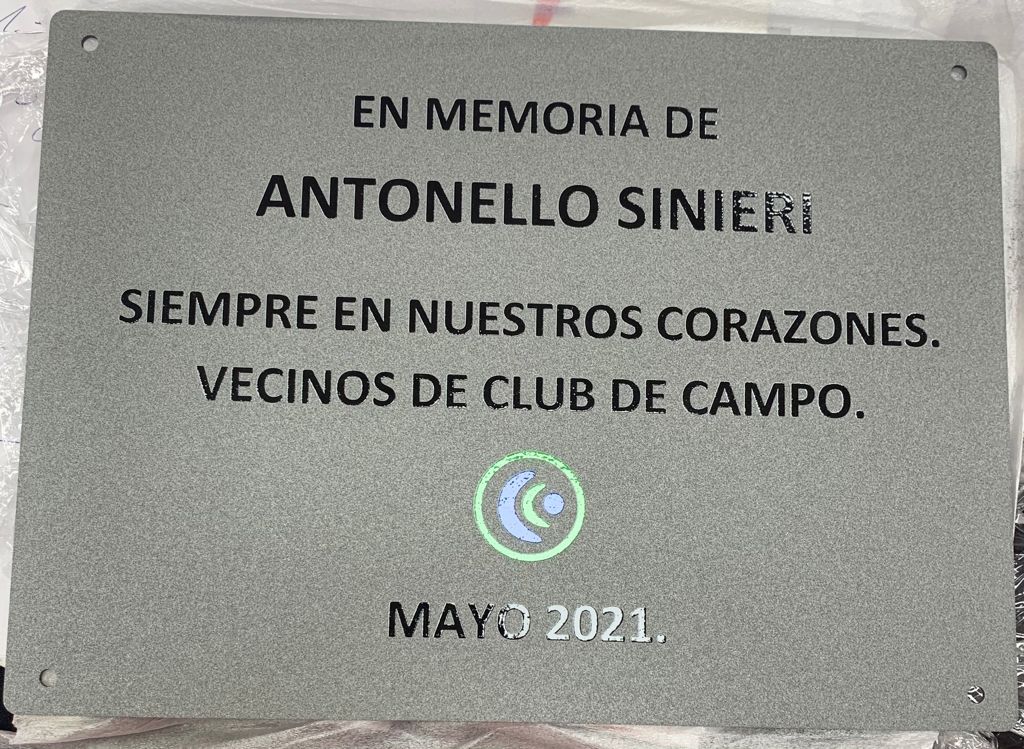 EN MEMORIA DE
ANTONELLO SINIERI
SIEMPRE EN NUESTROS CORAZONES.
VECINOS DE CLUB DE CAMPO.
MAYO 2021.